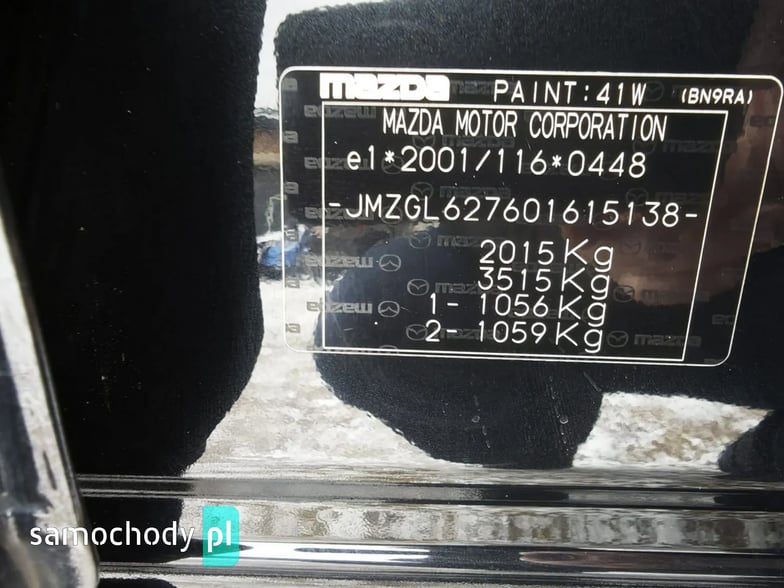 mazDa PAINT:41W (BN9RA)
MAZDA MOTOR CORPORATION
e1*2001/116*0448
-JMZGL627601615138-
2015Kg
3515Kg
1- 1056Kg
2- 1059Kg
samochody pl